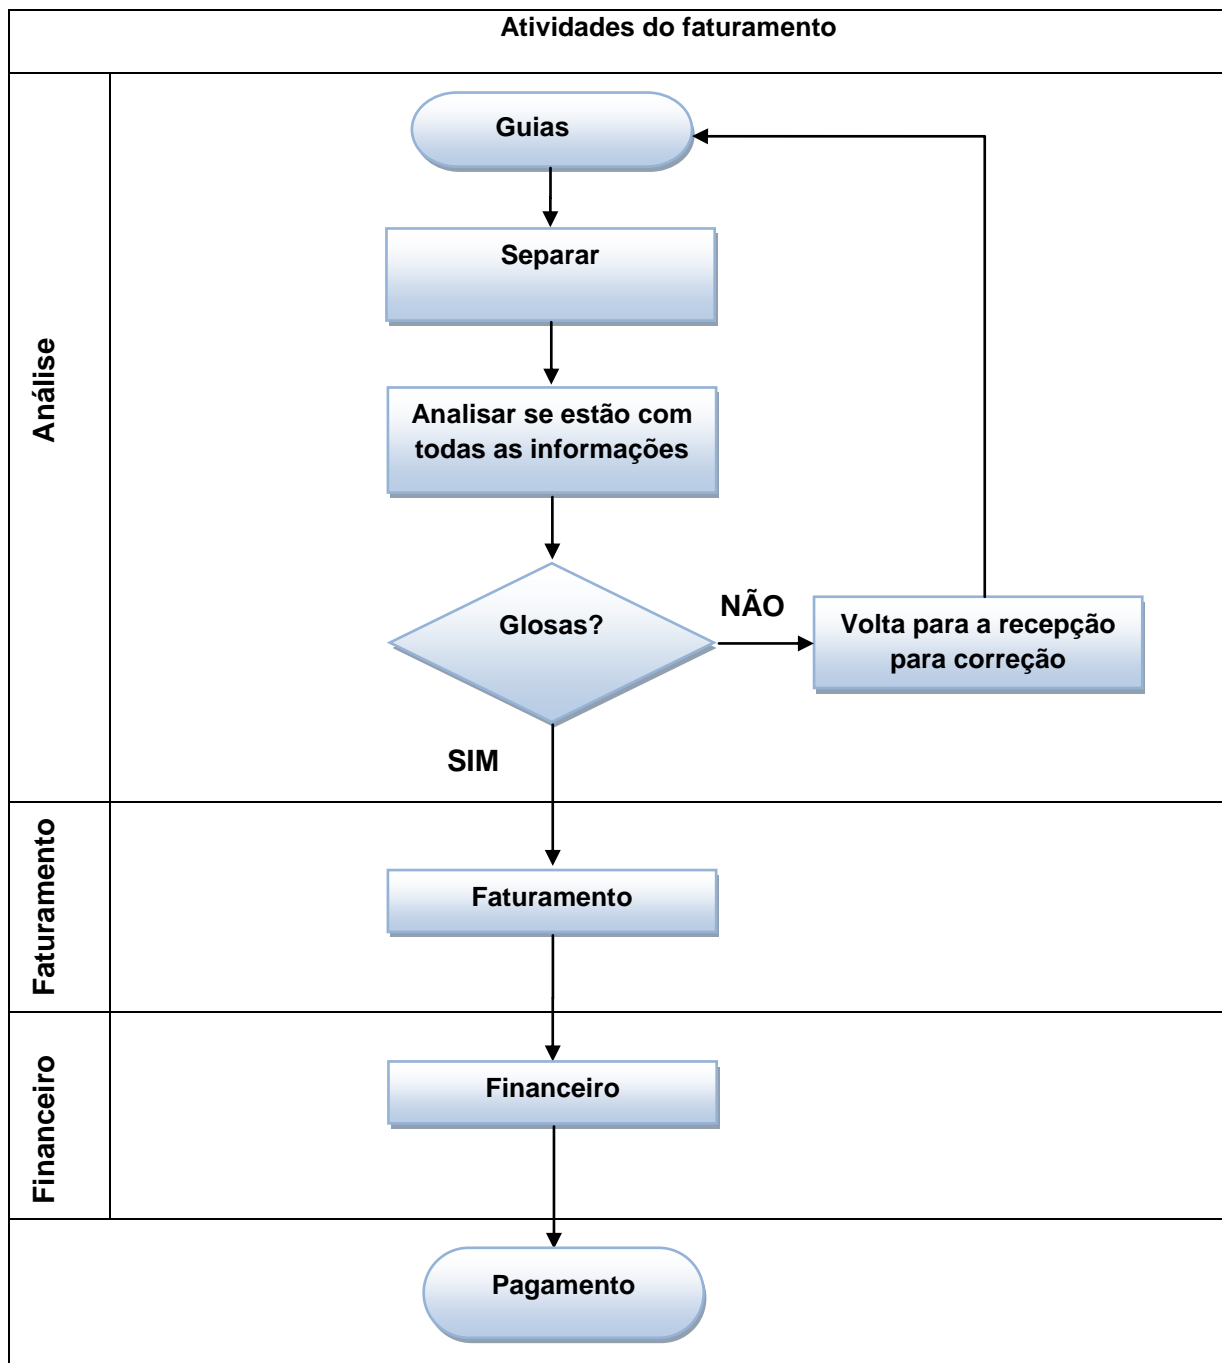 Atividades do faturamento
Análise
Guias
Separar
Analisar se estão com
todas as informações
Glosas?
NÃO
Volta para a recepção
para correção
SIM
Faturamento
Faturamento
Financeiro
Financeiro
Pagamento